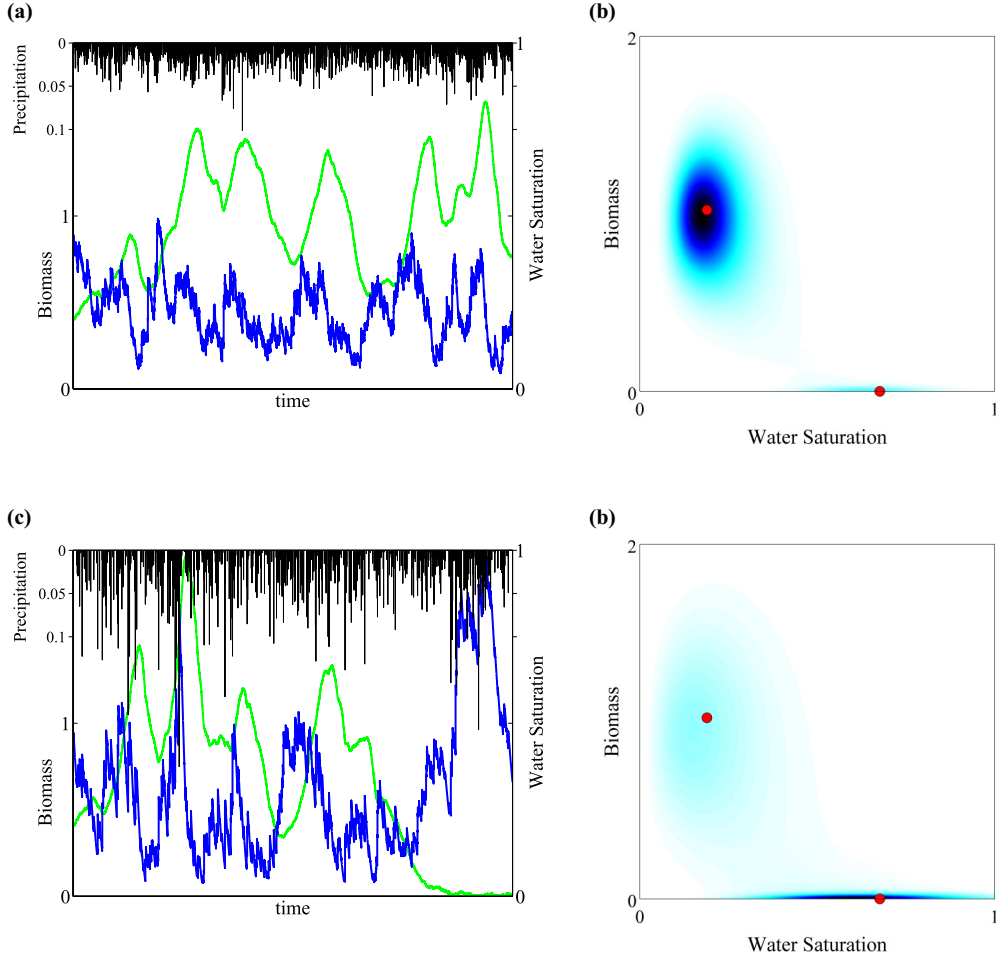 (a)
0
0.05
0.1
1
0
Precipitation
Biomass
1
0
Water Saturation
time
(b)
2
0
Biomass
0
1
Water Saturation
(c)
0
0.05
0.1
1
0
Precipitation
Biomass
1
0
Water Saturation
time
(b)
2
0
Biomass
0
1
Water Saturation